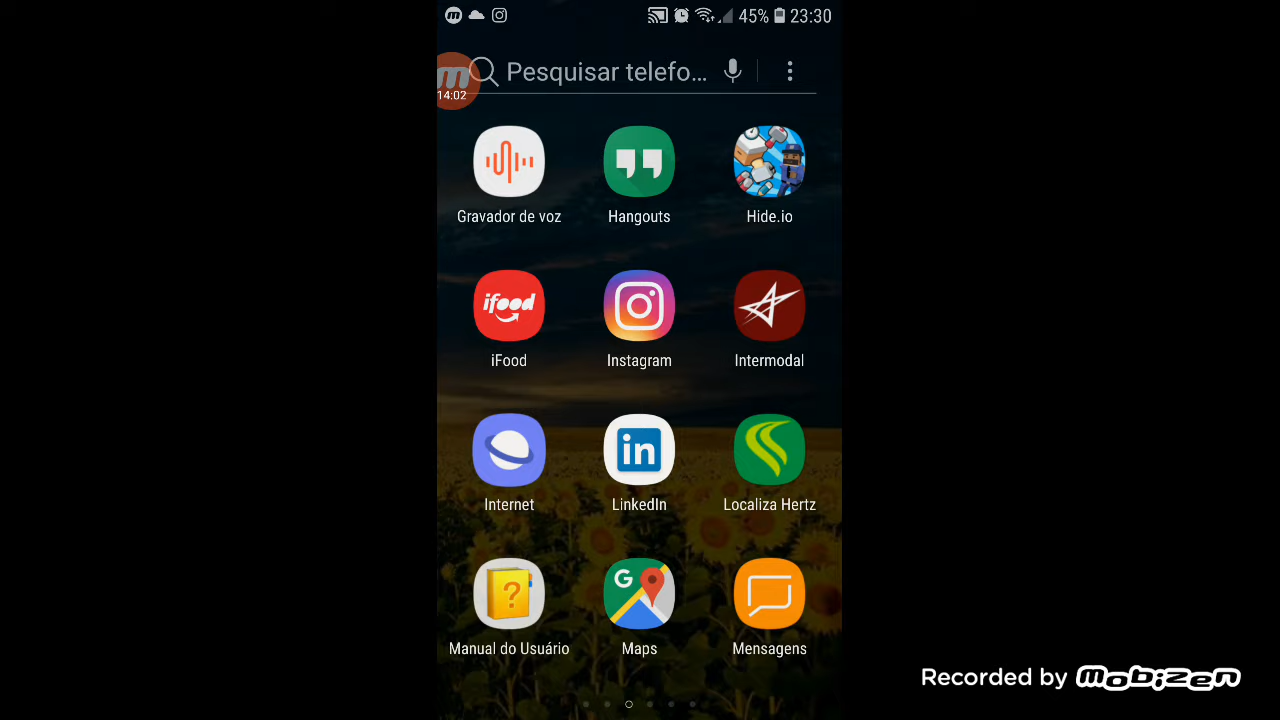 45% 23:30
Pesquisar telefo...
14:02
Gravador de voz Hangouts Hide.io
ifood
iFood Instagram Intermodal
in
Internet LinkedIn Localiza Hertz
? G
Manual do Usuário Maps Mensagens
Recorded by mobizen